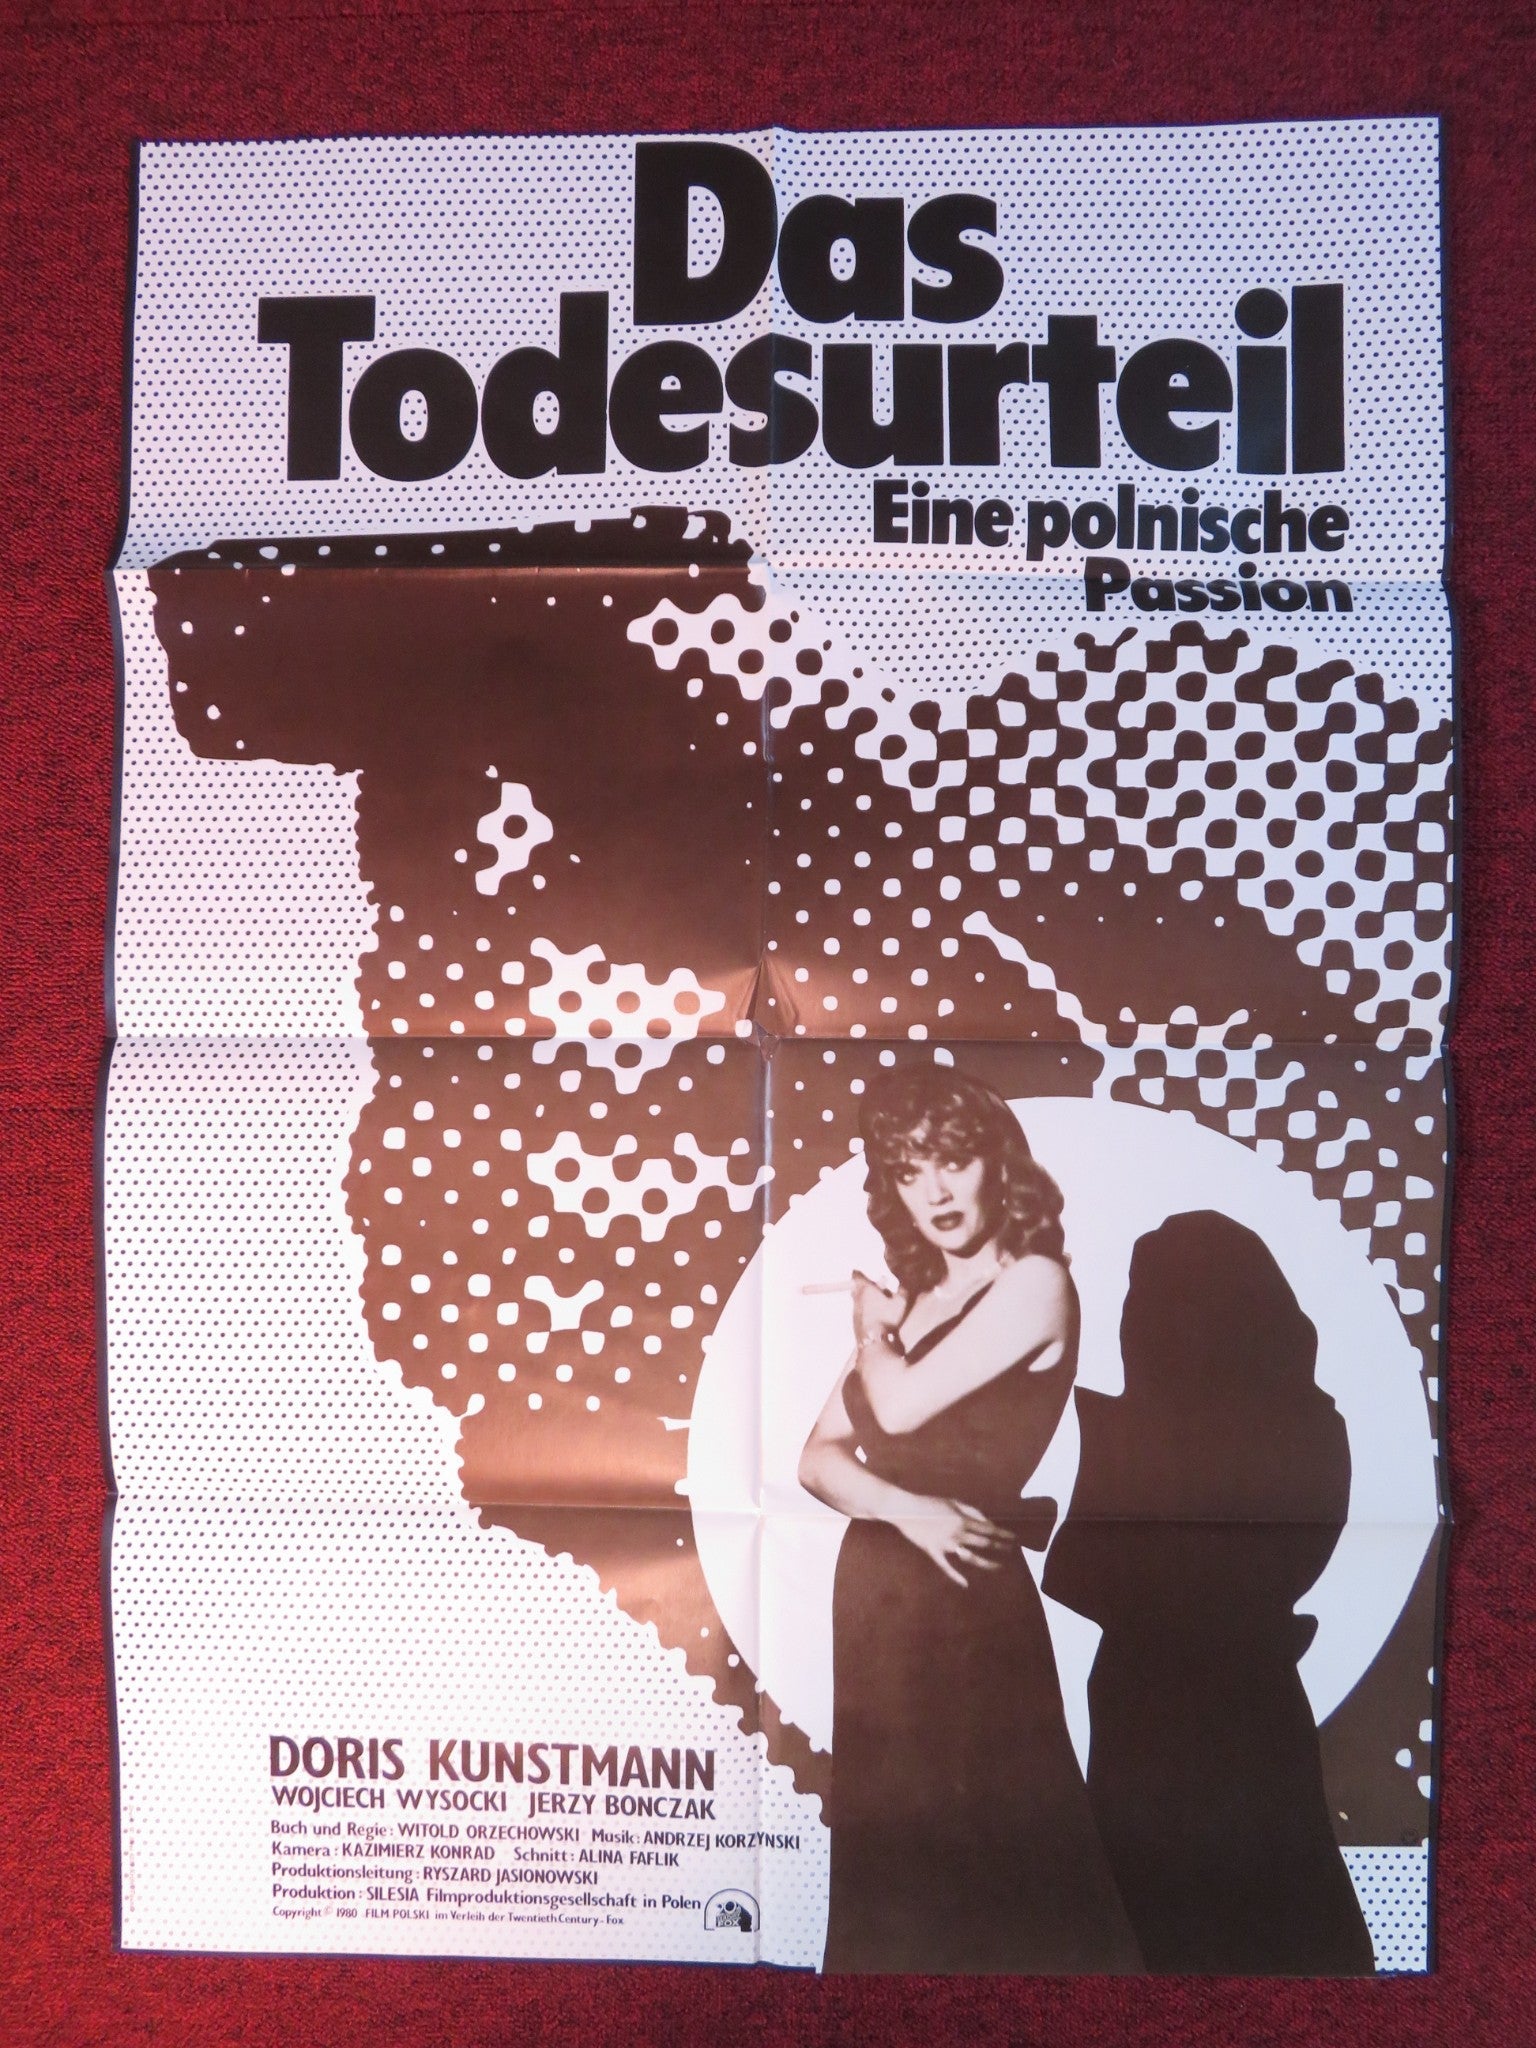 Das
Todesurteil
Eine polnische
Passion
DORIS KUNSTMANN
WOJCIECH WYSOCKI JERZY BONCZAK
Buch und Regie: WITOLD ORZECHOWSKI Musik: ANDRZEJ KORZYNSKI
Kamera: KAZIMIERZ KONRAD Schnitt: ALINA FAFLIK
Produktionsleitung: RYSZARD JASIONOWSKI
Produktion: SILESIA Filmproduktionsgesellschaft in Polen
Copyright © 1980 FILM POLSKI im Verleih der Twentieth Century-Fox
FOX